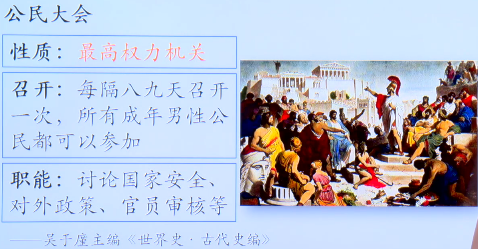 公民大会
性质：最高权力机关
召开：每隔八九天召开
一次，所有成年男性公
民都可以参加
职能：讨论国家安全、
对外政策、官员审核等
——吴于廑主编《世界史·古代史编》